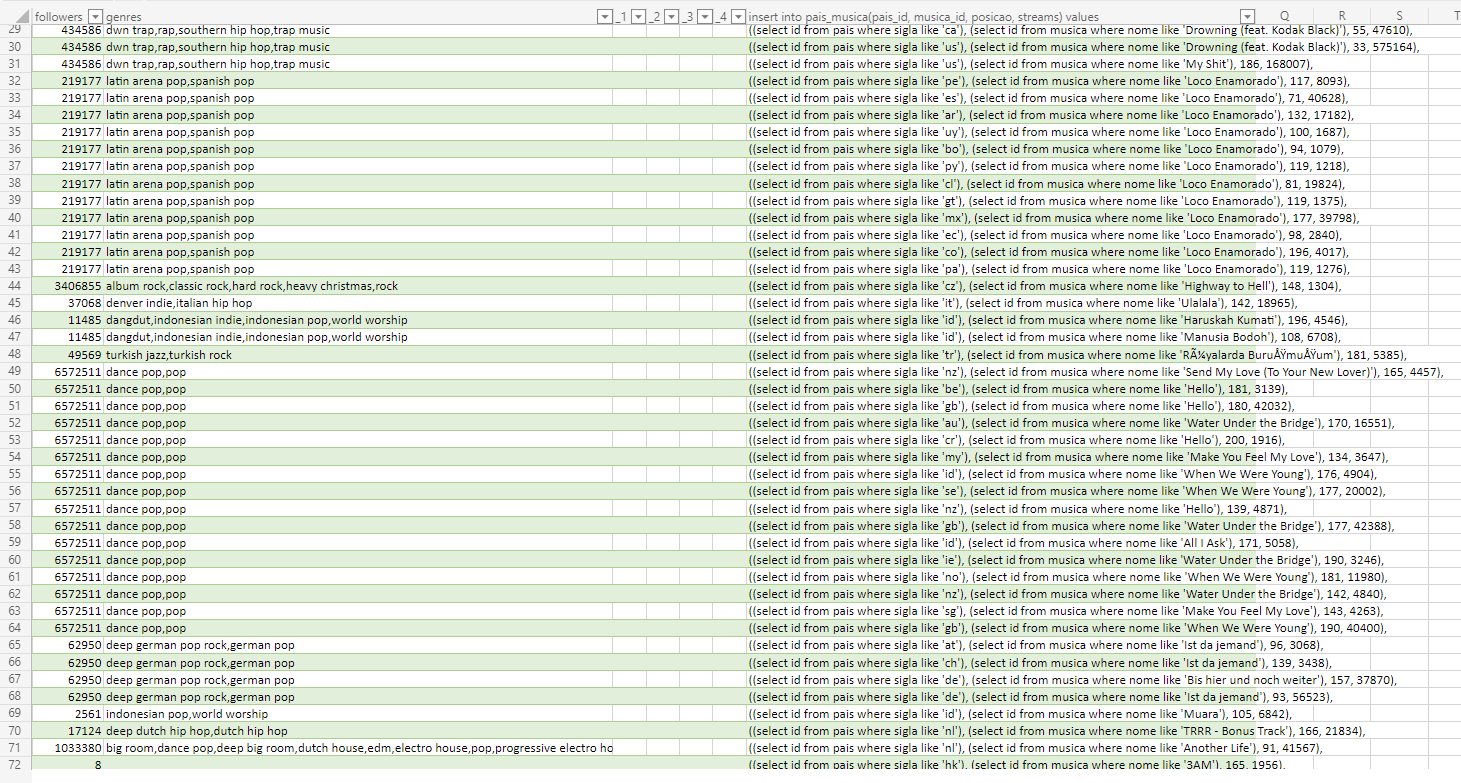 followers genres _1 _2 _3 _4 insert into pais_musica(pais_id, musica_id, posicao, streams) values Q R S T
29 434586 dwn trap,rap,southern hip hop,trap music ((select id from pais where sigla like 'ca'), (select id from musica where nome like 'Drowning (feat. Kodak Black)'), 55, 47610),
30 434586 dwn trap,rap,southern hip hop,trap music ((select id from pais where sigla like 'us'), (select id from musica where nome like 'Drowning (feat. Kodak Black)'), 33, 575164),
31 434586 dwn trap,rap,southern hip hop,trap music ((select id from pais where sigla like 'us'), (select id from musica where nome like 'My Shit'), 186, 168007),
32 219177 latin arena pop,spanish pop ((select id from pais where sigla like 'pe'), (select id from musica where nome like 'Loco Enamorado'), 117, 8093),
33 219177 latin arena pop,spanish pop ((select id from pais where sigla like 'es'), (select id from musica where nome like 'Loco Enamorado'), 71, 40628),
34 219177 latin arena pop,spanish pop ((select id from pais where sigla like 'ar'), (select id from musica where nome like 'Loco Enamorado'), 132, 17182),
35 219177 latin arena pop,spanish pop ((select id from pais where sigla like 'uy'), (select id from musica where nome like 'Loco Enamorado'), 100, 1687),
36 219177 latin arena pop,spanish pop ((select id from pais where sigla like 'bo'), (select id from musica where nome like 'Loco Enamorado'), 94, 1079),
37 219177 latin arena pop,spanish pop ((select id from pais where sigla like 'py'), (select id from musica where nome like 'Loco Enamorado'), 119, 1218),
38 219177 latin arena pop,spanish pop ((select id from pais where sigla like 'cl'), (select id from musica where nome like 'Loco Enamorado'), 81, 19824),
39 219177 latin arena pop,spanish pop ((select id from pais where sigla like 'gt'), (select id from musica where nome like 'Loco Enamorado'), 119, 1375),
40 219177 latin arena pop,spanish pop ((select id from pais where sigla like 'mx'), (select id from musica where nome like 'Loco Enamorado'), 177, 39798),
41 219177 latin arena pop,spanish pop ((select id from pais where sigla like 'ec'), (select id from musica where nome like 'Loco Enamorado'), 98, 2840),
42 219177 latin arena pop,spanish pop ((select id from pais where sigla like 'co'), (select id from musica where nome like 'Loco Enamorado'), 196, 4017),
43 219177 latin arena pop,spanish pop ((select id from pais where sigla like 'pa'), (select id from musica where nome like 'Loco Enamorado'), 119, 1276),
44 3406855 album rock,classic rock,hard rock,heavy christmas,rock ((select id from pais where sigla like 'cz'), (select id from musica where nome like 'Highway to Hell'), 148, 1304),
45 37068 denver indie,italian hip hop ((select id from pais where sigla like 'it'), (select id from musica where nome like 'Ulalala'), 142, 18965),
46 11485 dangdut,indonesian indie,indonesian pop,world worship ((select id from pais where sigla like 'id'), (select id from musica where nome like 'Haruskah Kumati'), 196, 4546),
47 11485 dangdut,indonesian indie,indonesian pop,world worship ((select id from pais where sigla like 'id'), (select id from musica where nome like 'Manusia Bodoh'), 108, 6708),
48 49569 turkish jazz,turkish rock ((select id from pais where sigla like 'tr'), (select id from musica where nome like 'RÃ¼yalarda BuruÅŸmuÅŸum'), 181, 5385),
49 6572511 dance pop,pop ((select id from pais where sigla like 'nz'), (select id from musica where nome like 'Send My Love (To Your New Lover)'), 165, 4457),
50 6572511 dance pop,pop ((select id from pais where sigla like 'be'), (select id from musica where nome like 'Hello'), 181, 3139),
51 6572511 dance pop,pop ((select id from pais where sigla like 'gb'), (select id from musica where nome like 'Hello'), 180, 42032),
52 6572511 dance pop,pop ((select id from pais where sigla like 'au'), (select id from musica where nome like 'Water Under the Bridge'), 170, 16551),
53 6572511 dance pop,pop ((select id from pais where sigla like 'cr'), (select id from musica where nome like 'Hello'), 200, 1916),
54 6572511 dance pop,pop ((select id from pais where sigla like 'my'), (select id from musica where nome like 'Make You Feel My Love'), 134, 3647),
55 6572511 dance pop,pop ((select id from pais where sigla like 'id'), (select id from musica where nome like 'When We Were Young'), 176, 4904),
56 6572511 dance pop,pop ((select id from pais where sigla like 'se'), (select id from musica where nome like 'When We Were Young'), 177, 20002),
57 6572511 dance pop,pop ((select id from pais where sigla like 'nz'), (select id from musica where nome like 'Hello'), 139, 4871),
58 6572511 dance pop,pop ((select id from pais where sigla like 'gb'), (select id from musica where nome like 'Water Under the Bridge'), 177, 42388),
59 6572511 dance pop,pop ((select id from pais where sigla like 'id'), (select id from musica where nome like 'All I Ask'), 171, 5058),
60 6572511 dance pop,pop ((select id from pais where sigla like 'ie'), (select id from musica where nome like 'Water Under the Bridge'), 190, 3246),
61 6572511 dance pop,pop ((select id from pais where sigla like 'no'), (select id from musica where nome like 'When We Were Young'), 181, 11980),
62 6572511 dance pop,pop ((select id from pais where sigla like 'nz'), (select id from musica where nome like 'Water Under the Bridge'), 142, 4840),
63 6572511 dance pop,pop ((select id from pais where sigla like 'sg'), (select id from musica where nome like 'Make You Feel My Love'), 143, 4263),
64 6572511 dance pop,pop ((select id from pais where sigla like 'gb'), (select id from musica where nome like 'When We Were Young'), 190, 40400),
65 62950 deep german pop rock,german pop ((select id from pais where sigla like 'at'), (select id from musica where nome like 'Ist da jemand'), 96, 3068),
66 62950 deep german pop rock,german pop ((select id from pais where sigla like 'ch'), (select id from musica where nome like 'Ist da jemand'), 139, 3438),
67 62950 deep german pop rock,german pop ((select id from pais where sigla like 'de'), (select id from musica where nome like 'Bis hier und noch weiter'), 157, 37870),
68 62950 deep german pop rock,german pop ((select id from pais where sigla like 'de'), (select id from musica where nome like 'Ist da jemand'), 93, 56523),
69 2561 indonesian pop,world worship ((select id from pais where sigla like 'id'), (select id from musica where nome like 'Muara'), 105, 6842),
70 17124 deep dutch hip hop,dutch hip hop ((select id from pais where sigla like 'nl'), (select id from musica where nome like 'TRRR - Bonus Track'), 166, 21834),
71 1033380 big room,dance pop,deep big room,dutch house,edm,electro house,pop,progressive electro ho ((select id from pais where sigla like 'nl'), (select id from musica where nome like 'Another Life'), 91, 41567),
72 8 ((select id from pais where sigla like 'hk'), (select id from musica where nome like '3AM'), 165, 1956),